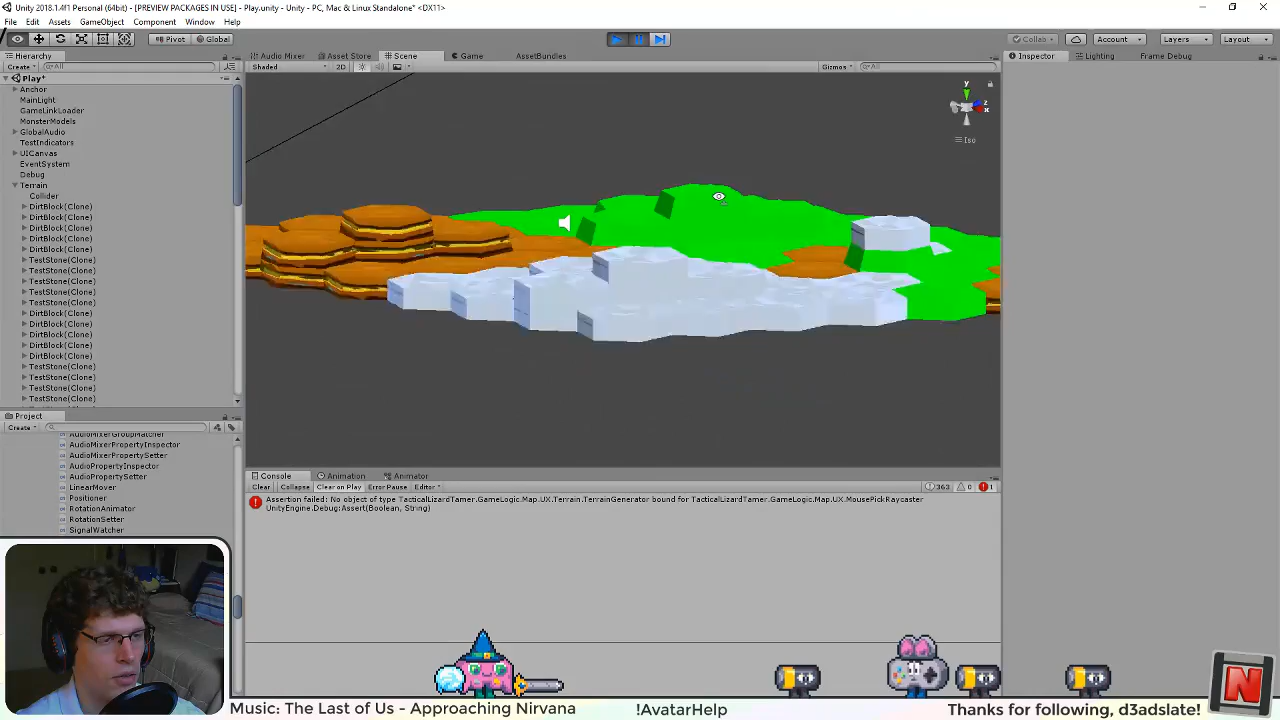 Unity 2018.1.4f1 Personal (64bit) - [PREVIEW PACKAGES IN USE] - Play.unity - Unity - PC, Mac & Linux Standalone* <DX11>
File Edit Assets GameObject Component Window Help
Pivot Global Collab Account Layers Layout
Hierarchy Audio Mixer Asset Store Scene Game AssetBundles Inspector Lighting Frame Debug
Create All Shaded 2D Gizmos All
Play*
Anchor
MainLight
GameLinkLoader
MonsterModels
GlobalAudio
TestIndicators
UICanvas
EventSystem
Debug
Terrain
Collider
DirtBlock(Clone)
DirtBlock(Clone)
DirtBlock(Clone)
DirtBlock(Clone)
DirtBlock(Clone)
TestStone(Clone)
TestStone(Clone)
TestStone(Clone)
TestStone(Clone)
TestStone(Clone)
DirtBlock(Clone)
DirtBlock(Clone)
DirtBlock(Clone)
DirtBlock(Clone)
DirtBlock(Clone)
TestStone(Clone)
TestStone(Clone)
TestStone(Clone)
TestStone(Clone)
y
z
x
Iso
Project
Create
AudioMixerGroupMatcher
AudioMixerPropertyInspector
AudioMixerPropertySetter
AudioPropertyInspector
AudioPropertySetter
LinearMover
Positioner
RotationAnimator
RotationSetter
SignalWatcher
Console Animation Animator
Clear Collapse Clear on Play Error Pause Editor 363 0 1
Assertion failed: No object of type TacticalLizardTamer.GameLogic.Map.UX.Terrain.TerrainGenerator bound for TacticalLizardTamer.GameLogic.Map.UX.MousePickRaycaster
UnityEngine.Debug:Assert(Boolean, String)
N
Music: The Last of Us - Approaching Nirvana !AvatarHelp Thanks for following, d3adslate!